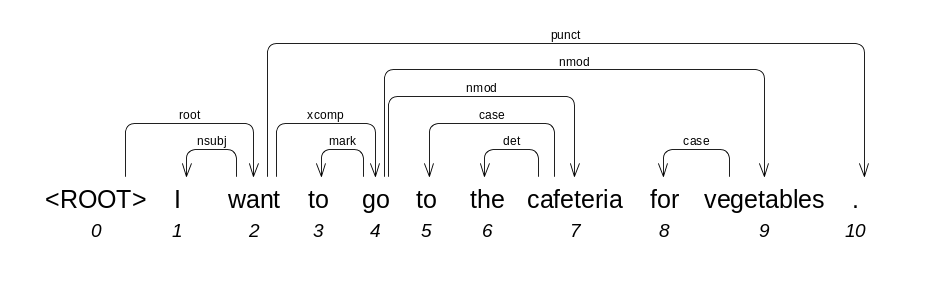 punct
nmod
nmod
root xcomp case
nsubj mark det case
<ROOT> I want to go to the cafeteria for vegetables .
0 1 2 3 4 5 6 7 8 9 10